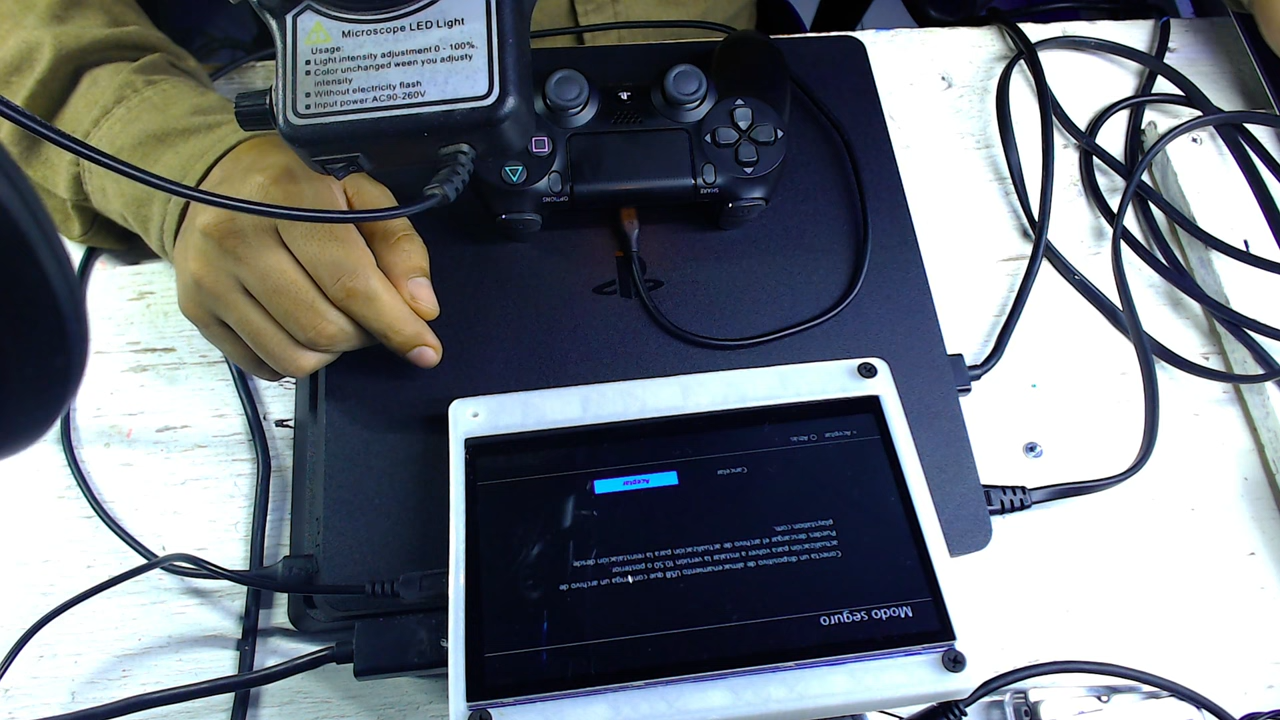 Microscope LED Light
Usage:
Light intensity adjustment 0 - 100%.
Color unchanged ween you adjusty
intensity
Without electricity flash
Input power:AC90-260V
OPTIONS
SHARE
Modo seguro
Conecta un dispositivo de almacenamiento USB que contenga un archivo de
actualización para volver a instalar la versión 10.50 o posterior
Puedes descargar el archivo de actualización para la reinstalación desde
playstation.com.
Cancelar
Aceptar
Aceptar Atrás